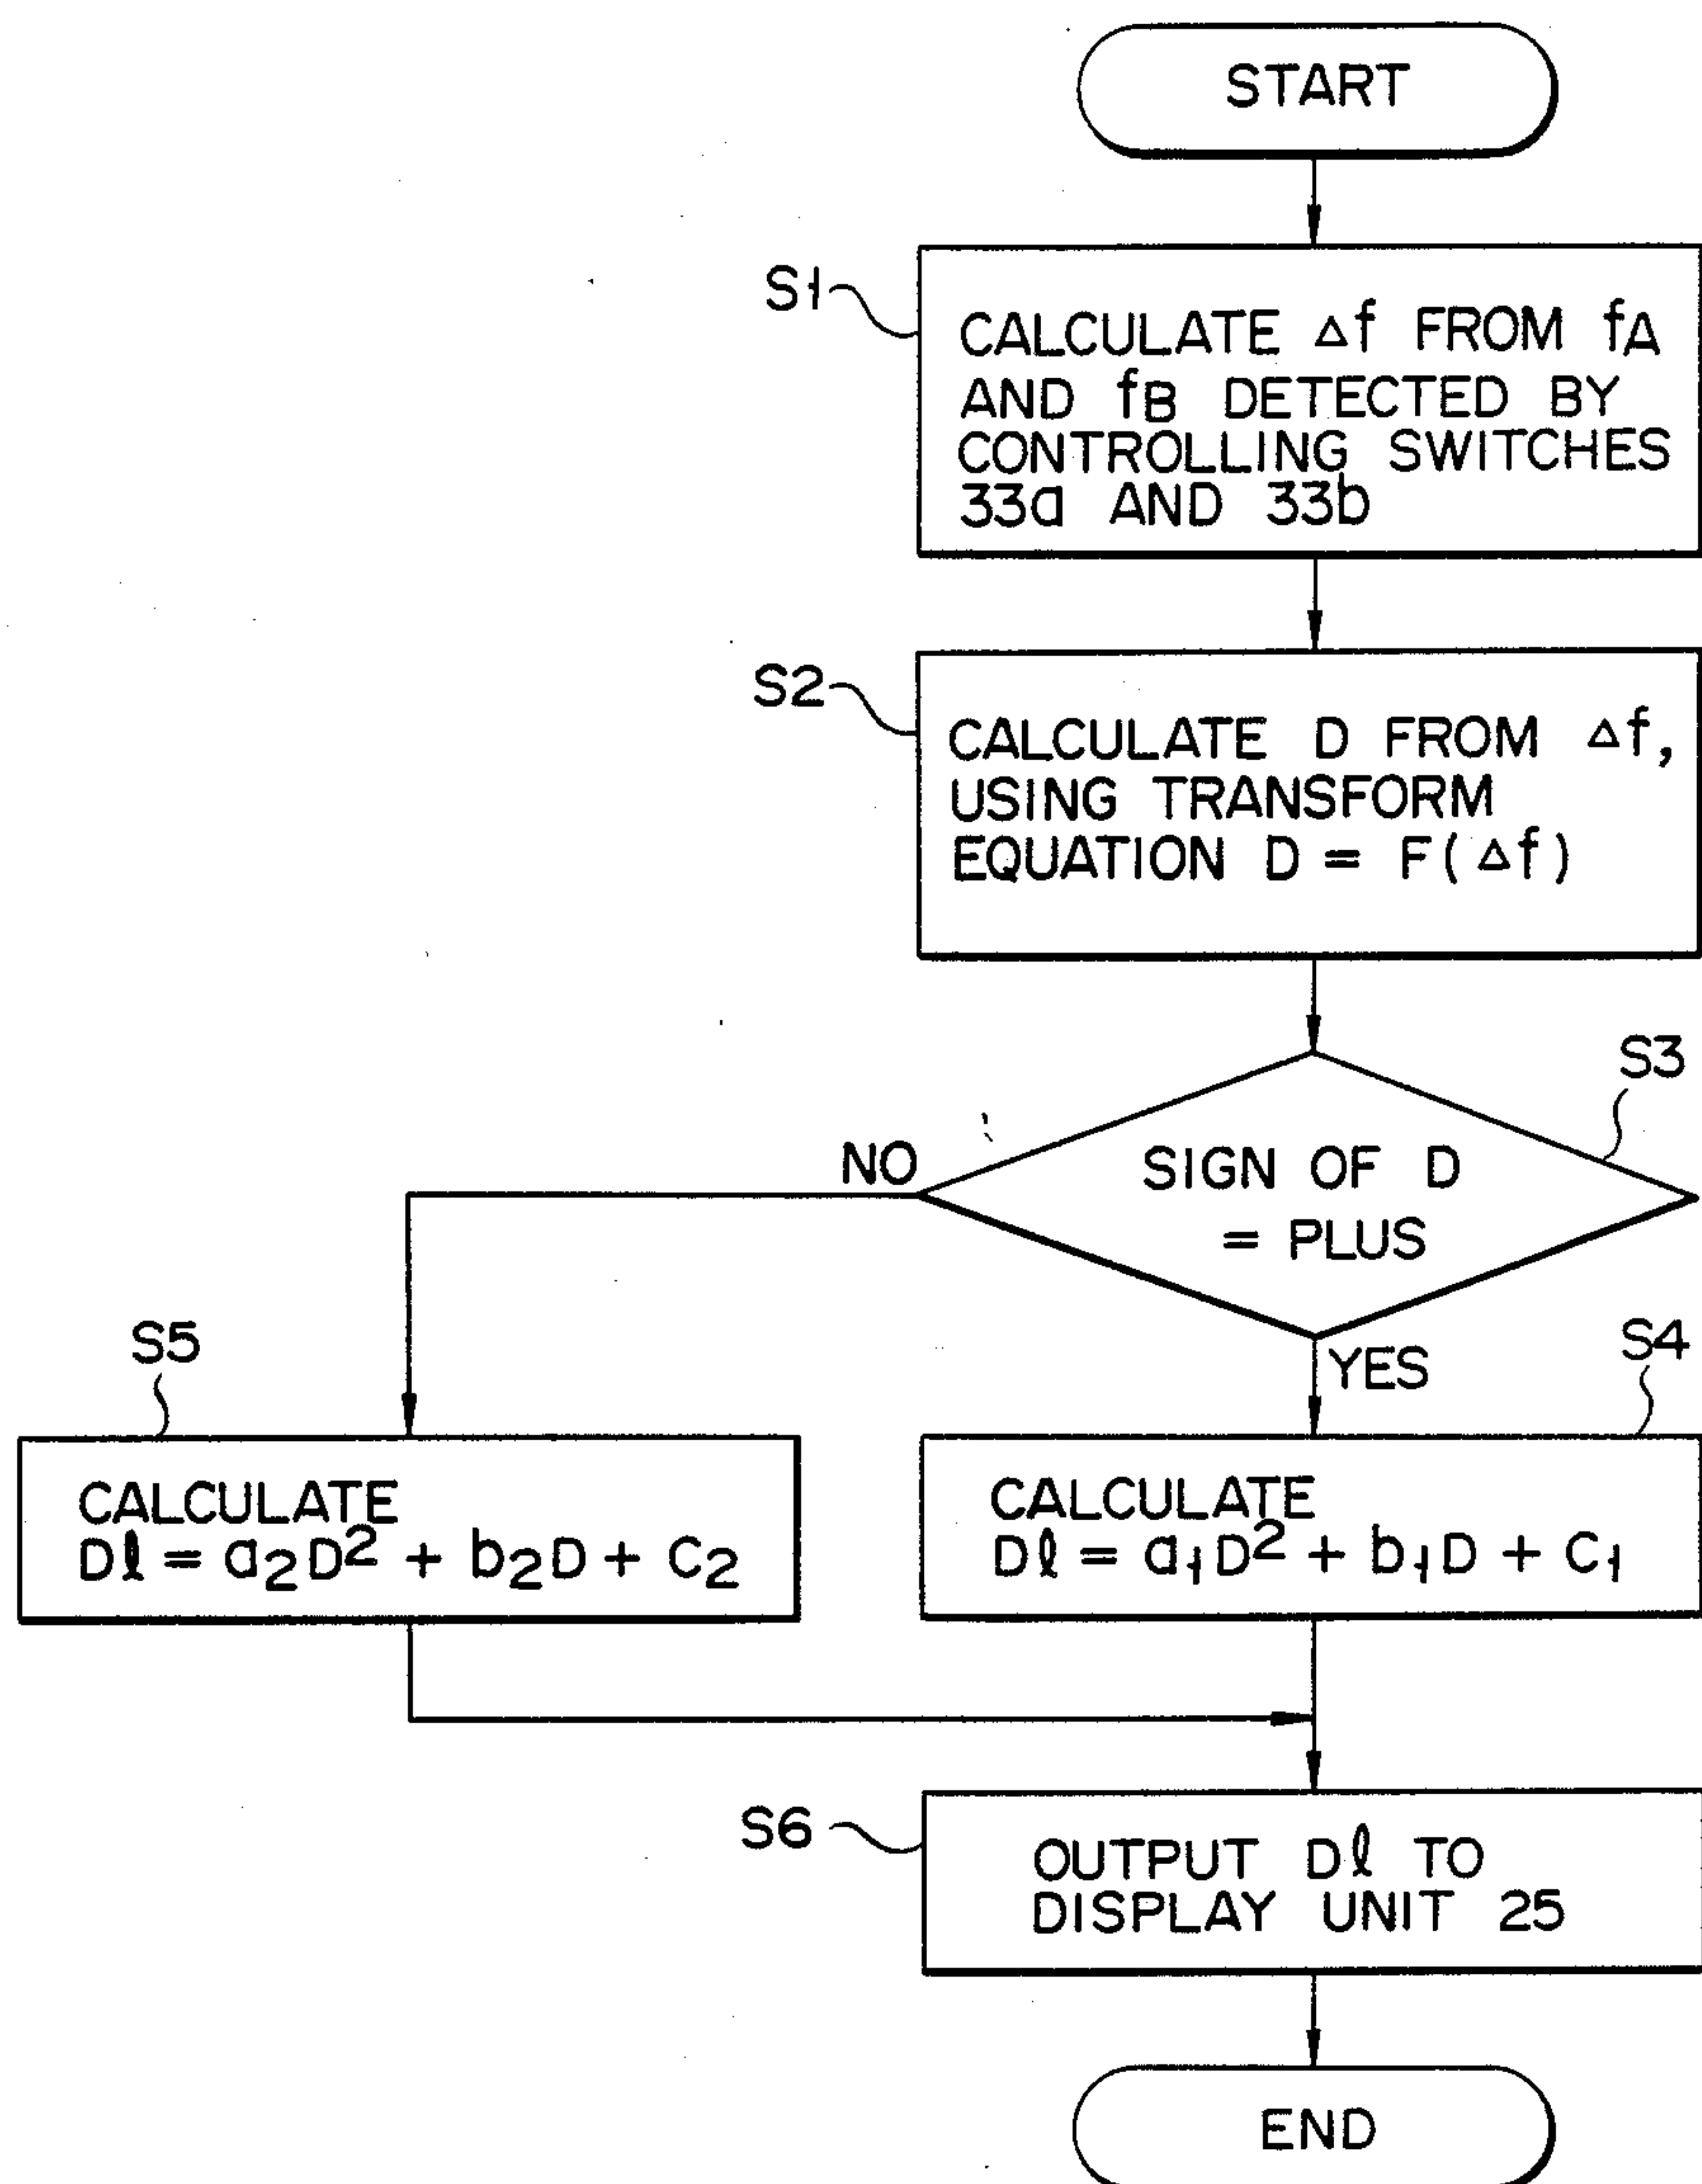 START
S1
CALCULATE Δf FROM fA
AND fB DETECTED BY
CONTROLLING SWITCHES
33a AND 33b
S2
CALCULATE D FROM Δf,
USING TRANSFORM
EQUATION D = F(Δf)
S3
NO
SIGN OF D
= PLUS
YES
S5
CALCULATE
Dℓ = a₂D² + b₂D + c₂
S4
CALCULATE
Dℓ = a₁D² + b₁D + c₁
S6
OUTPUT Dℓ TO
DISPLAY UNIT 25
END